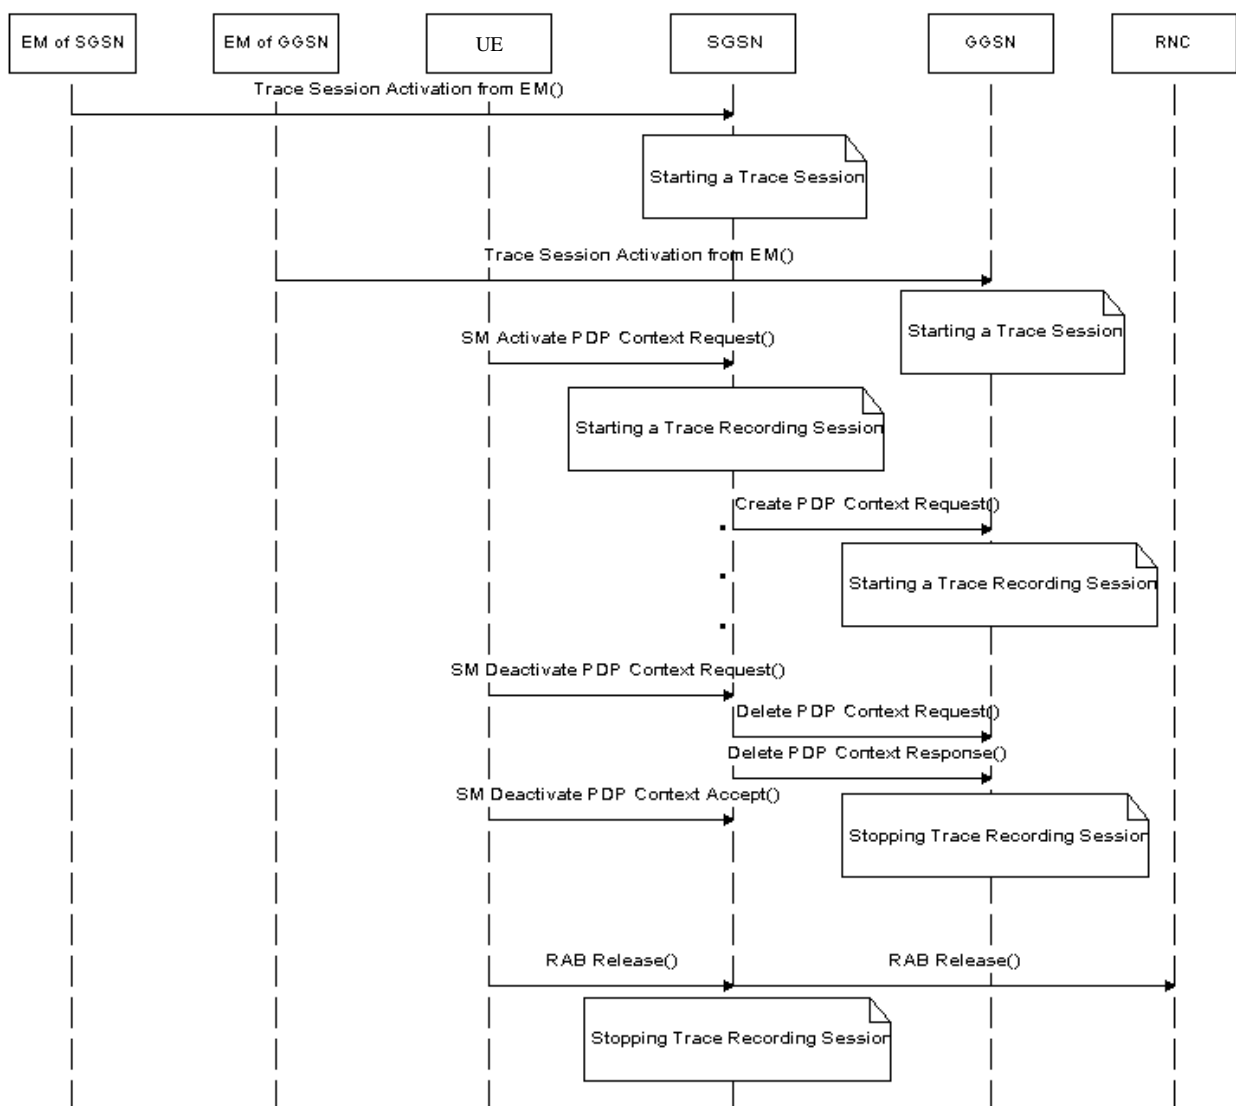 EM of SGSN
EM of GGSN
UE
SGSN
GGSN
RNC
Trace Session Activation from EM()
Starting a Trace Session
Trace Session Activation from EM()
Starting a Trace Session
SM Activate PDP Context Request()
Starting a Trace Recording Session
Create PDP Context Request()
Starting a Trace Recording Session
SM Deactivate PDP Context Request()
Delete PDP Context Request()
Delete PDP Context Response()
SM Deactivate PDP Context Accept()
Stopping Trace Recording Session
RAB Release()
RAB Release()
Stopping Trace Recording Session